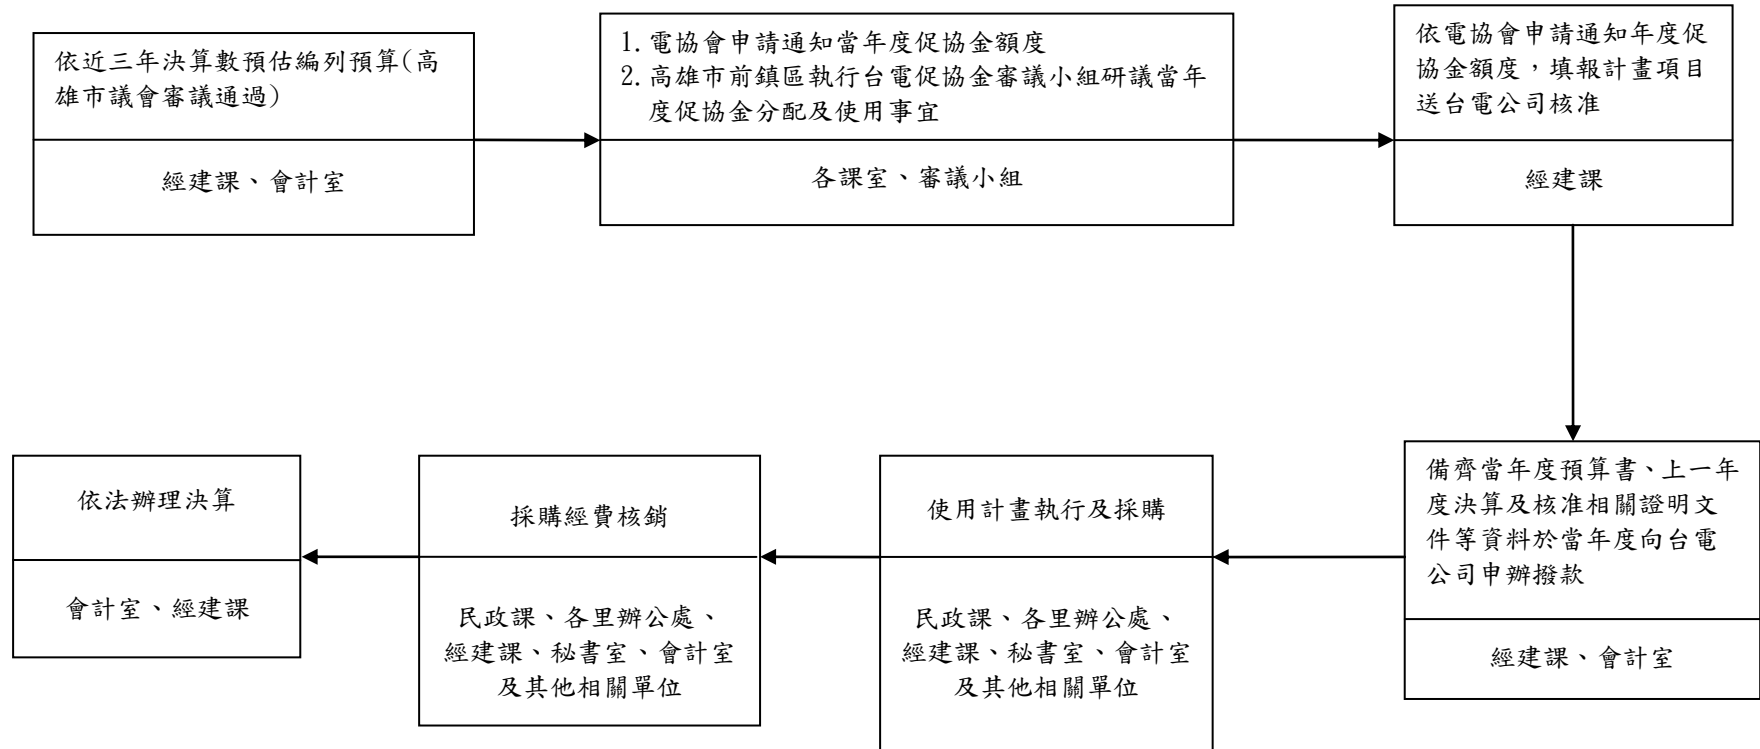 依近三年決算數預估編列預算(高
雄市議會審議通過)
經建課、會計室
1.電協會申請通知當年度促協金額度
2.高雄市前鎮區執行台電促協金審議小組研議當年
度促協金分配及使用事宜
各課室、審議小組
依電協會申請通知年度促
協金額度，填報計畫項目
送台電公司核准
經建課
備齊當年度預算書、上一年
度決算及核准相關證明文
件等資料於當年度向台電
公司申辦撥款
經建課、會計室
使用計畫執行及採購
民政課、各里辦公處、
經建課、秘書室、會計室
及其他相關單位
採購經費核銷
民政課、各里辦公處、
經建課、秘書室、會計室
及其他相關單位
依法辦理決算
會計室、經建課